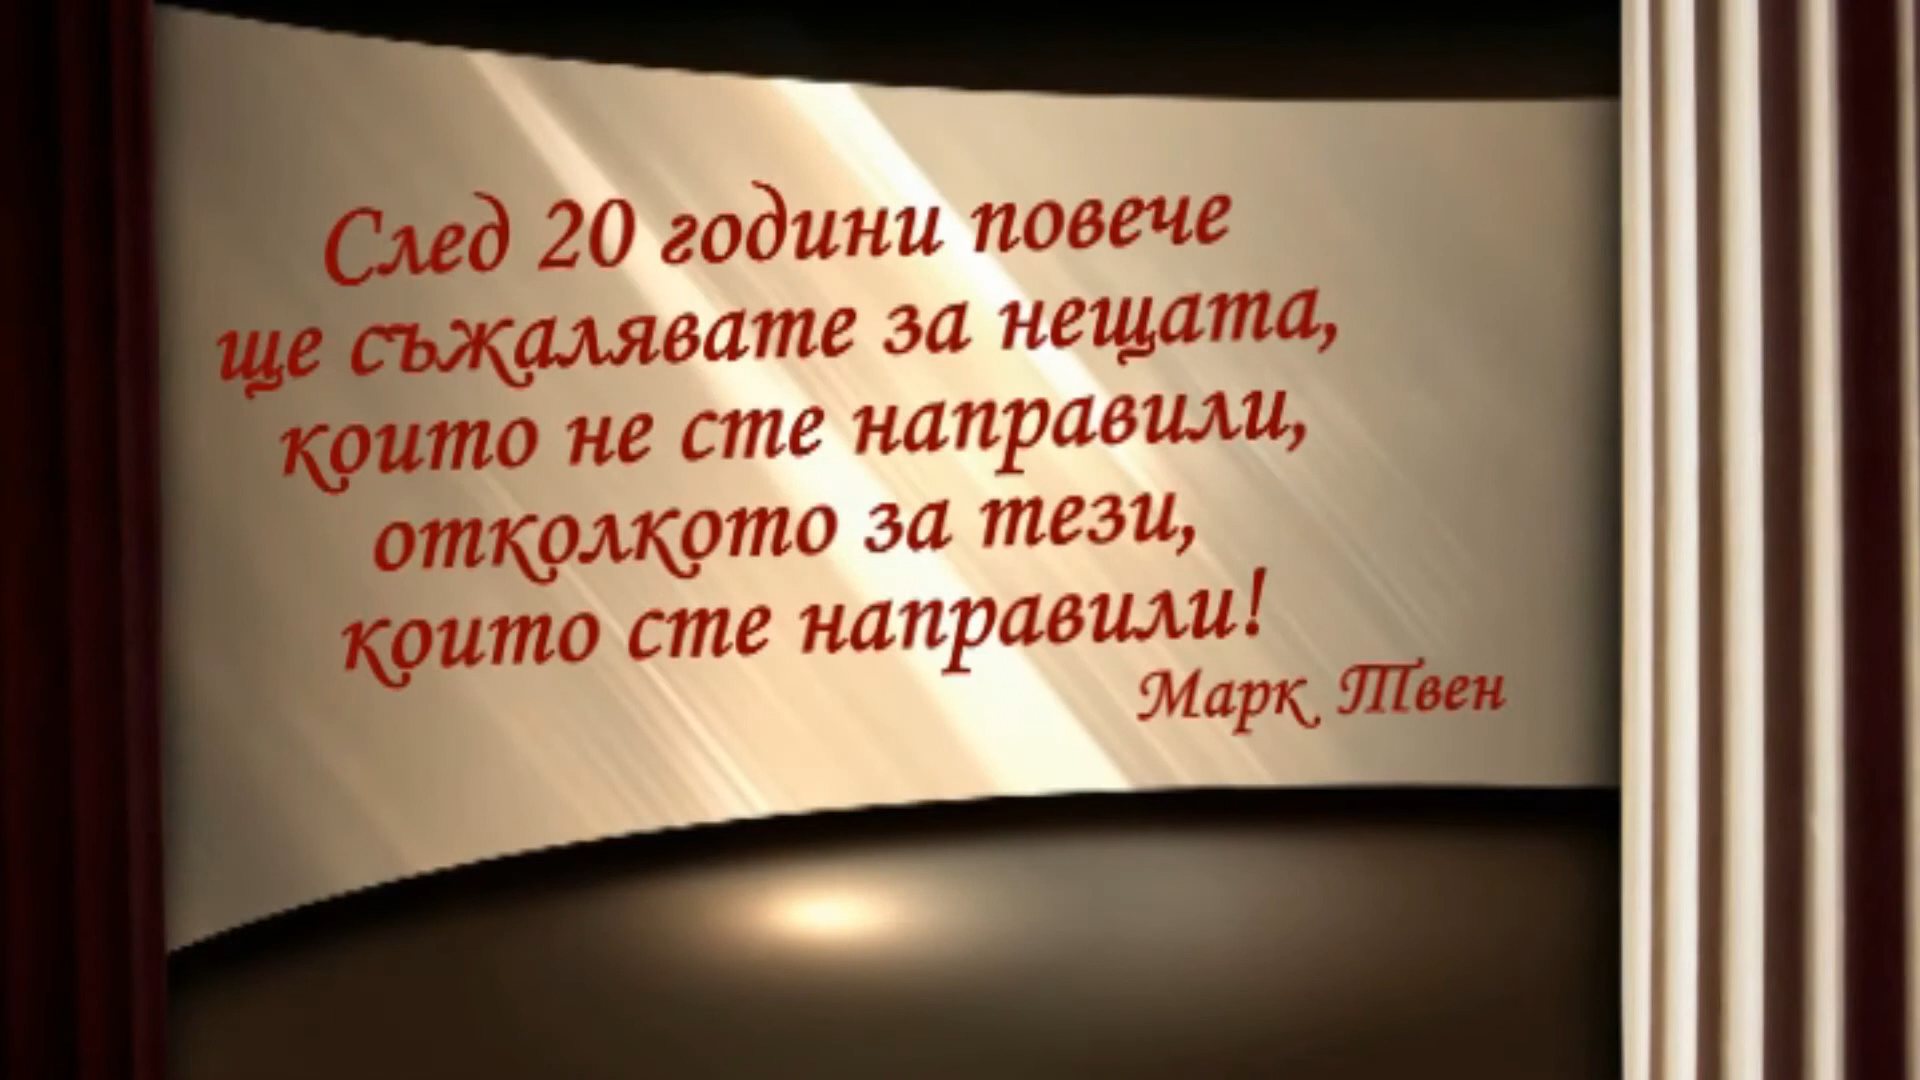 След 20 години повече
ще съжалявате за нещата,
които не сте направили,
отколкото за тези,
които сте направили!
Марк Твен